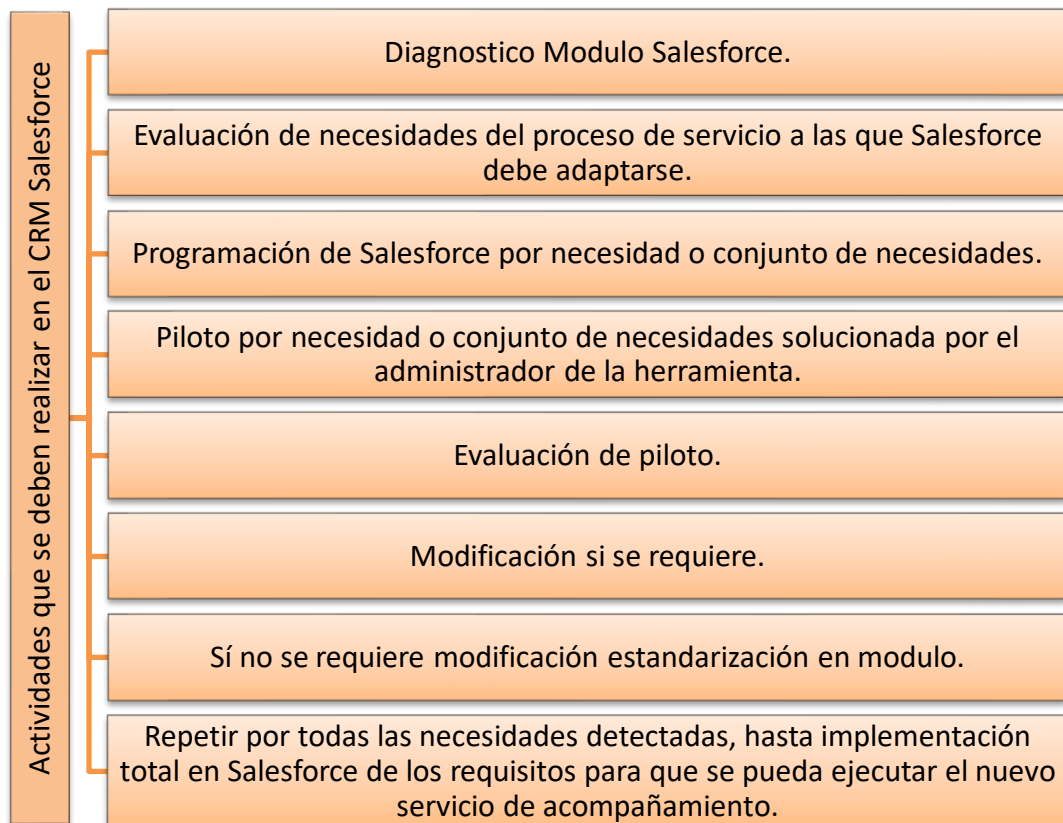 Actividades que se deben realizar en el CRM Salesforce
Diagnostico Modulo Salesforce.
Evaluación de necesidades del proceso de servicio a las que Salesforce
debe adaptarse.
Programación de Salesforce por necesidad o conjunto de necesidades.
Piloto por necesidad o conjunto de necesidades solucionada por el
administrador de la herramienta.
Evaluación de piloto.
Modificación si se requiere.
Sí no se requiere modificación estandarización en modulo.
Repetir por todas las necesidades detectadas, hasta implementación
total en Salesforce de los requisitos para que se pueda ejecutar el nuevo
servicio de acompañamiento.